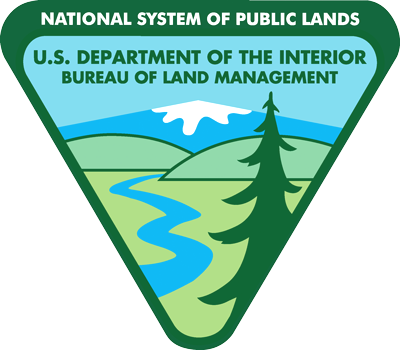 NATIONAL SYSTEM OF PUBLIC LANDS
U.S. DEPARTMENT OF THE INTERIOR
BUREAU OF LAND MANAGEMENT